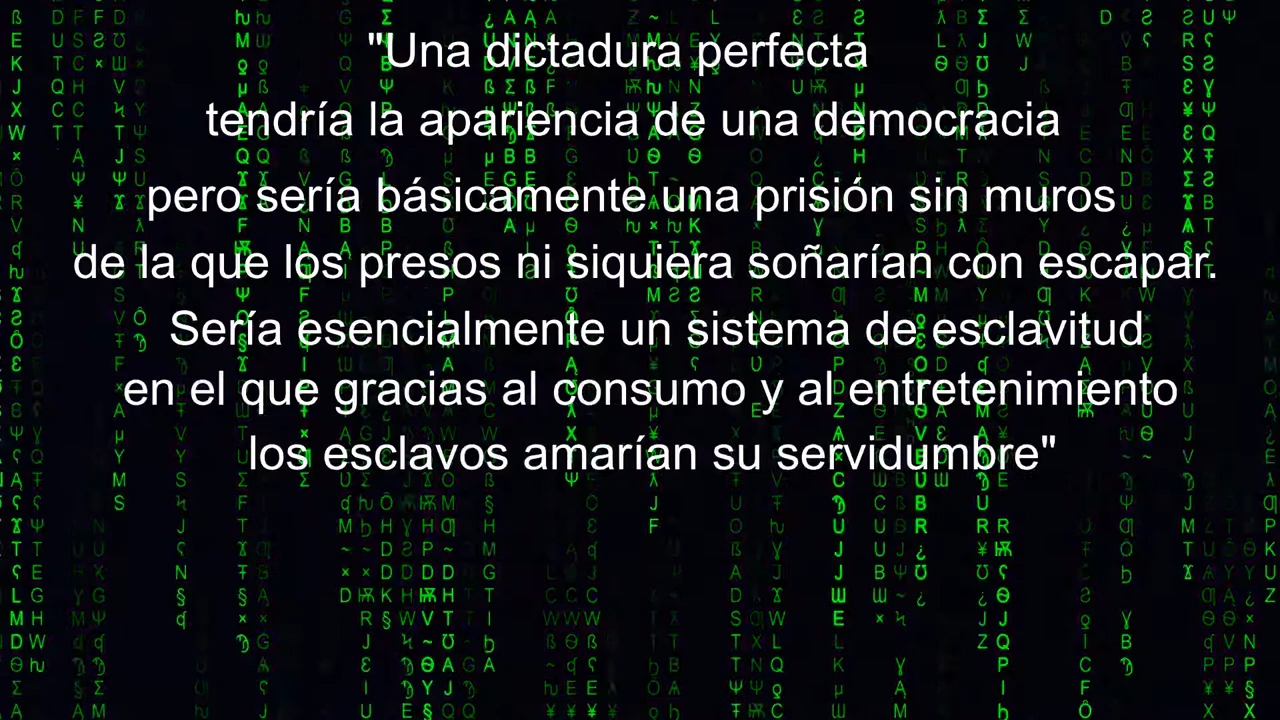 "Una dictadura perfecta
tendría la apariencia de una democracia
pero sería básicamente una prisión sin muros
de la que los presos ni siquiera soñarían con escapar.
Sería esencialmente un sistema de esclavitud
en el que gracias al consumo y al entretenimiento
los esclavos amarían su servidumbre"